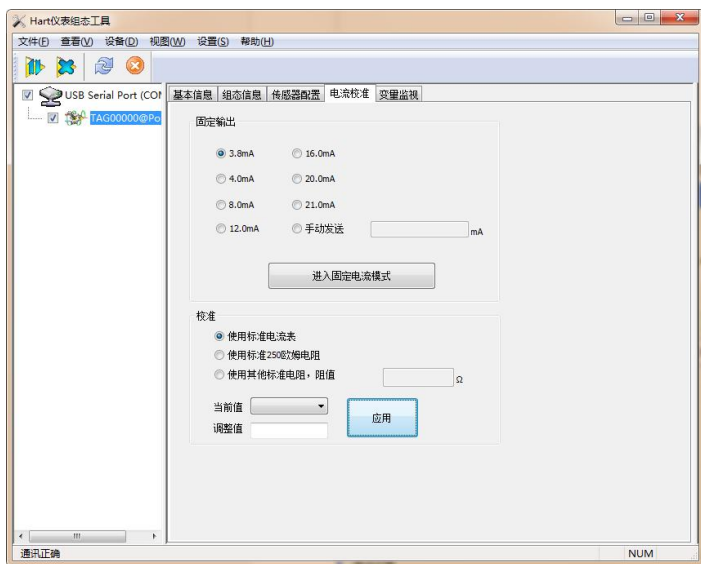 Hart仪表组态工具
文件(F) 查看(V) 设备(D) 视图(W) 设置(S) 帮助(H)
USB Serial Port (CO
TAG00000@Po
基本信息 组态信息 传感器配置 电流校准 变量监视
固定输出
3.8mA 16.0mA
4.0mA 20.0mA
8.0mA 21.0mA
12.0mA 手动发送 mA
进入固定电流模式
校准
使用标准电流表
使用标准250欧姆电阻
使用其他标准电阻，阻值 Ω
当前值
应用
调整值
通讯正确 NUM